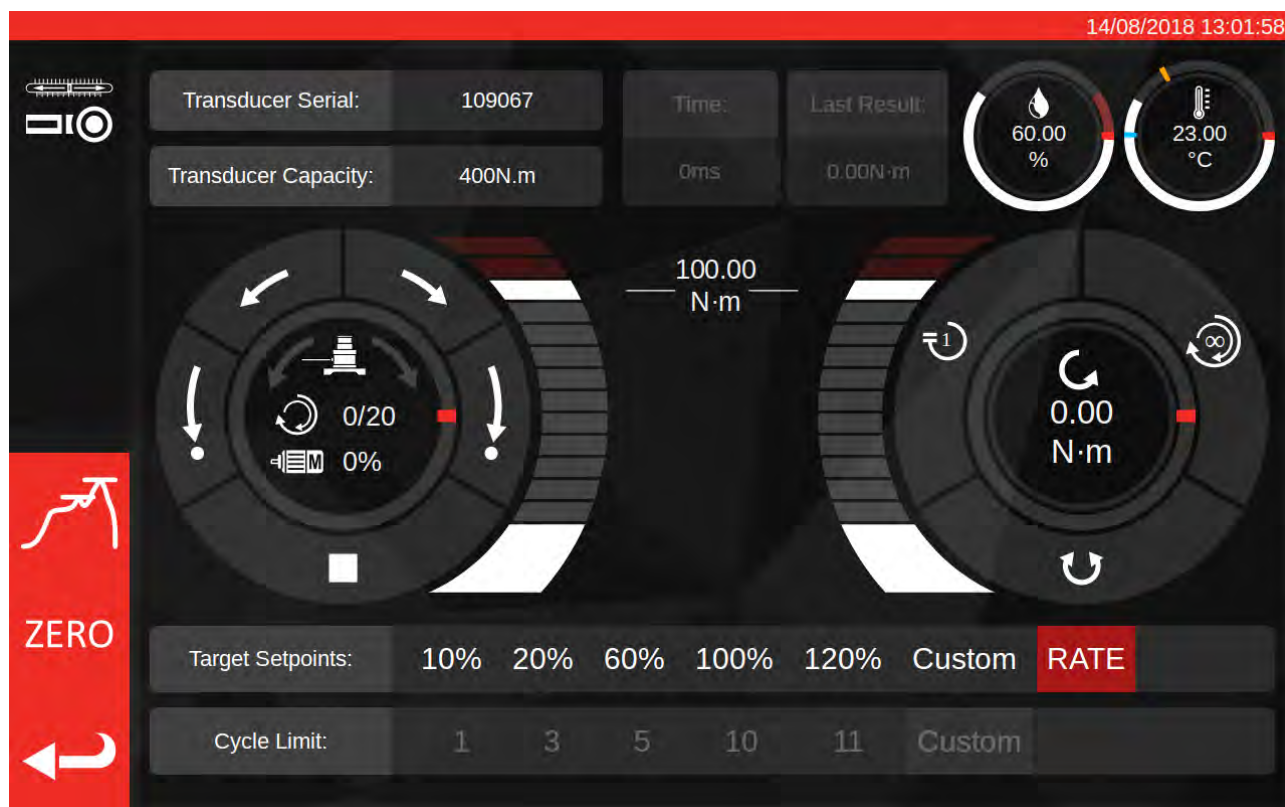 14/08/2018 13:01:58
Transducer Serial: 109067
Time:
Last Result:
60.00
%
23.00
°C
Transducer Capacity: 400N.m
0ms
0.00N·m
100.00
N·m
1
∞
0/20
M 0%
0.00
N·m
ZERO
Target Setpoints: 10% 20% 60% 100% 120% Custom RATE
Cycle Limit: 1 3 5 10 11 Custom